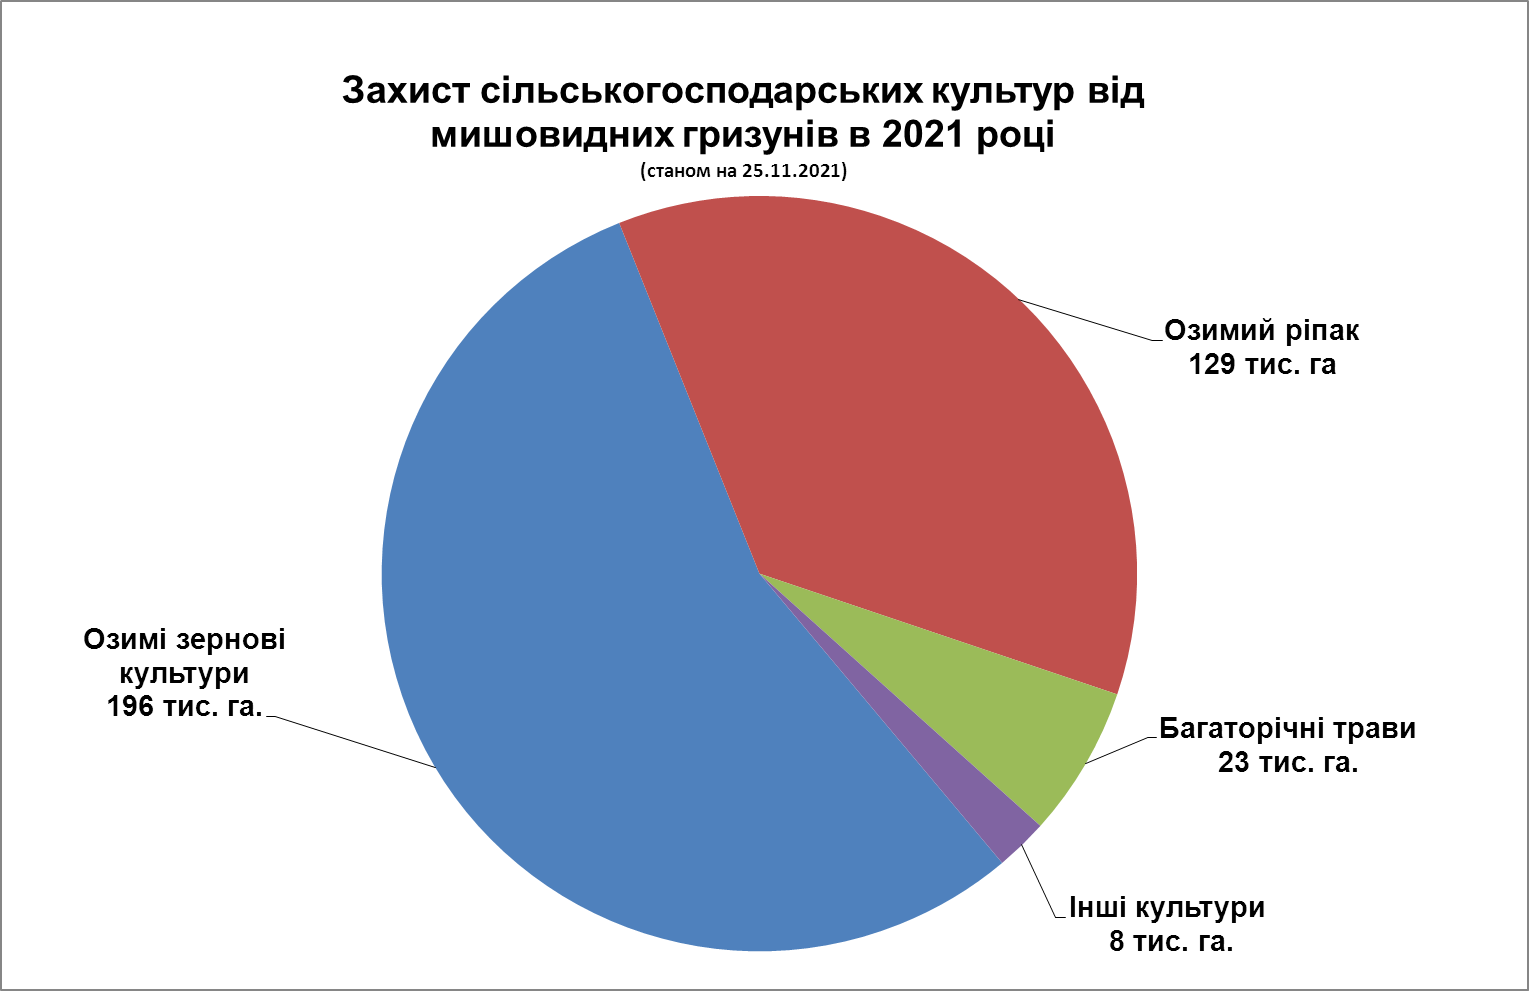 Захист сільськогосподарських культур від
мишовидних гризунів в 2021 році
(станом на 25.11.2021)
Озимий ріпак
129 тис. га
Озимі зернові
культури
196 тис. га.
Багаторічні трави
23 тис. га.
Інші культури
8 тис. га.